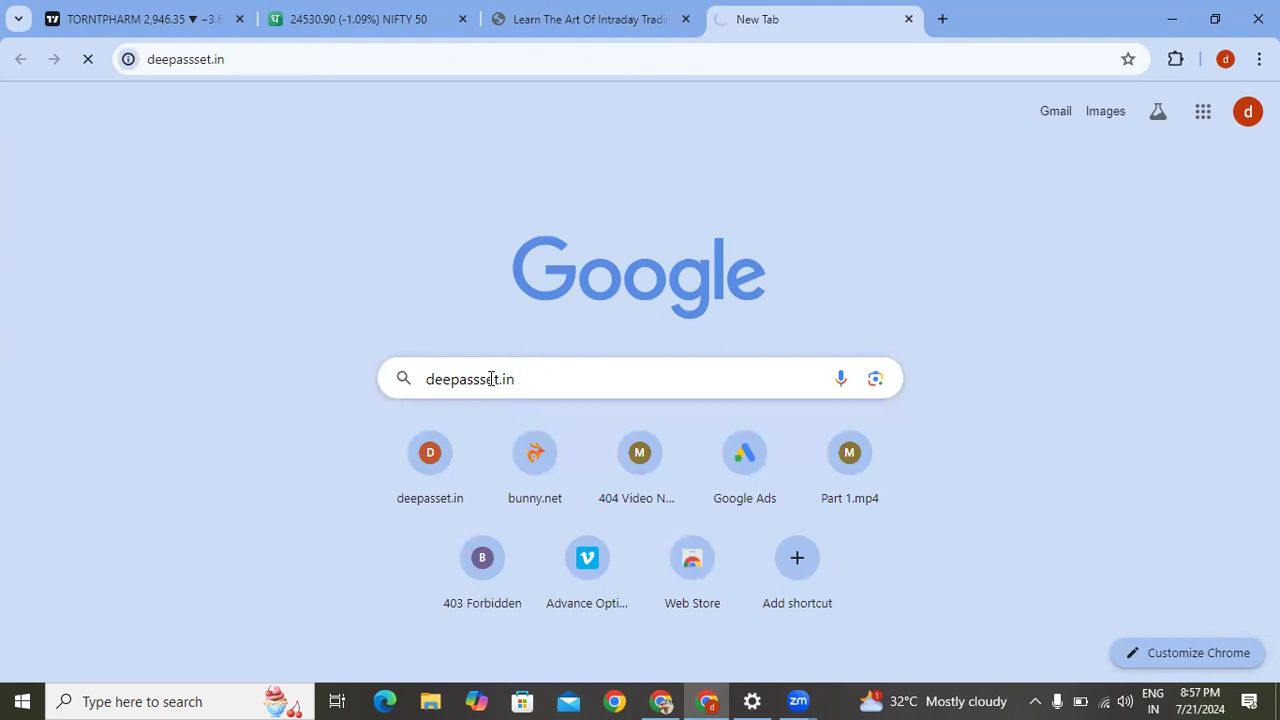 TORNTPHARM 2,946.35 ▼ −3.6
24530.90 (-1.09%) NIFTY 50
Learn The Art Of Intraday Tradi
New Tab
deepassset.in
d
Gmail
Images
d
Google
deepassset.in
D
M
M
deepasset.in
bunny.net
404 Video N...
Google Ads
Part 1.mp4
B
403 Forbidden
Advance Opti...
Web Store
Add shortcut
Customize Chrome
Type here to search
zm
1
32°C Mostly cloudy
ENG
IN
8:57 PM
7/21/2024